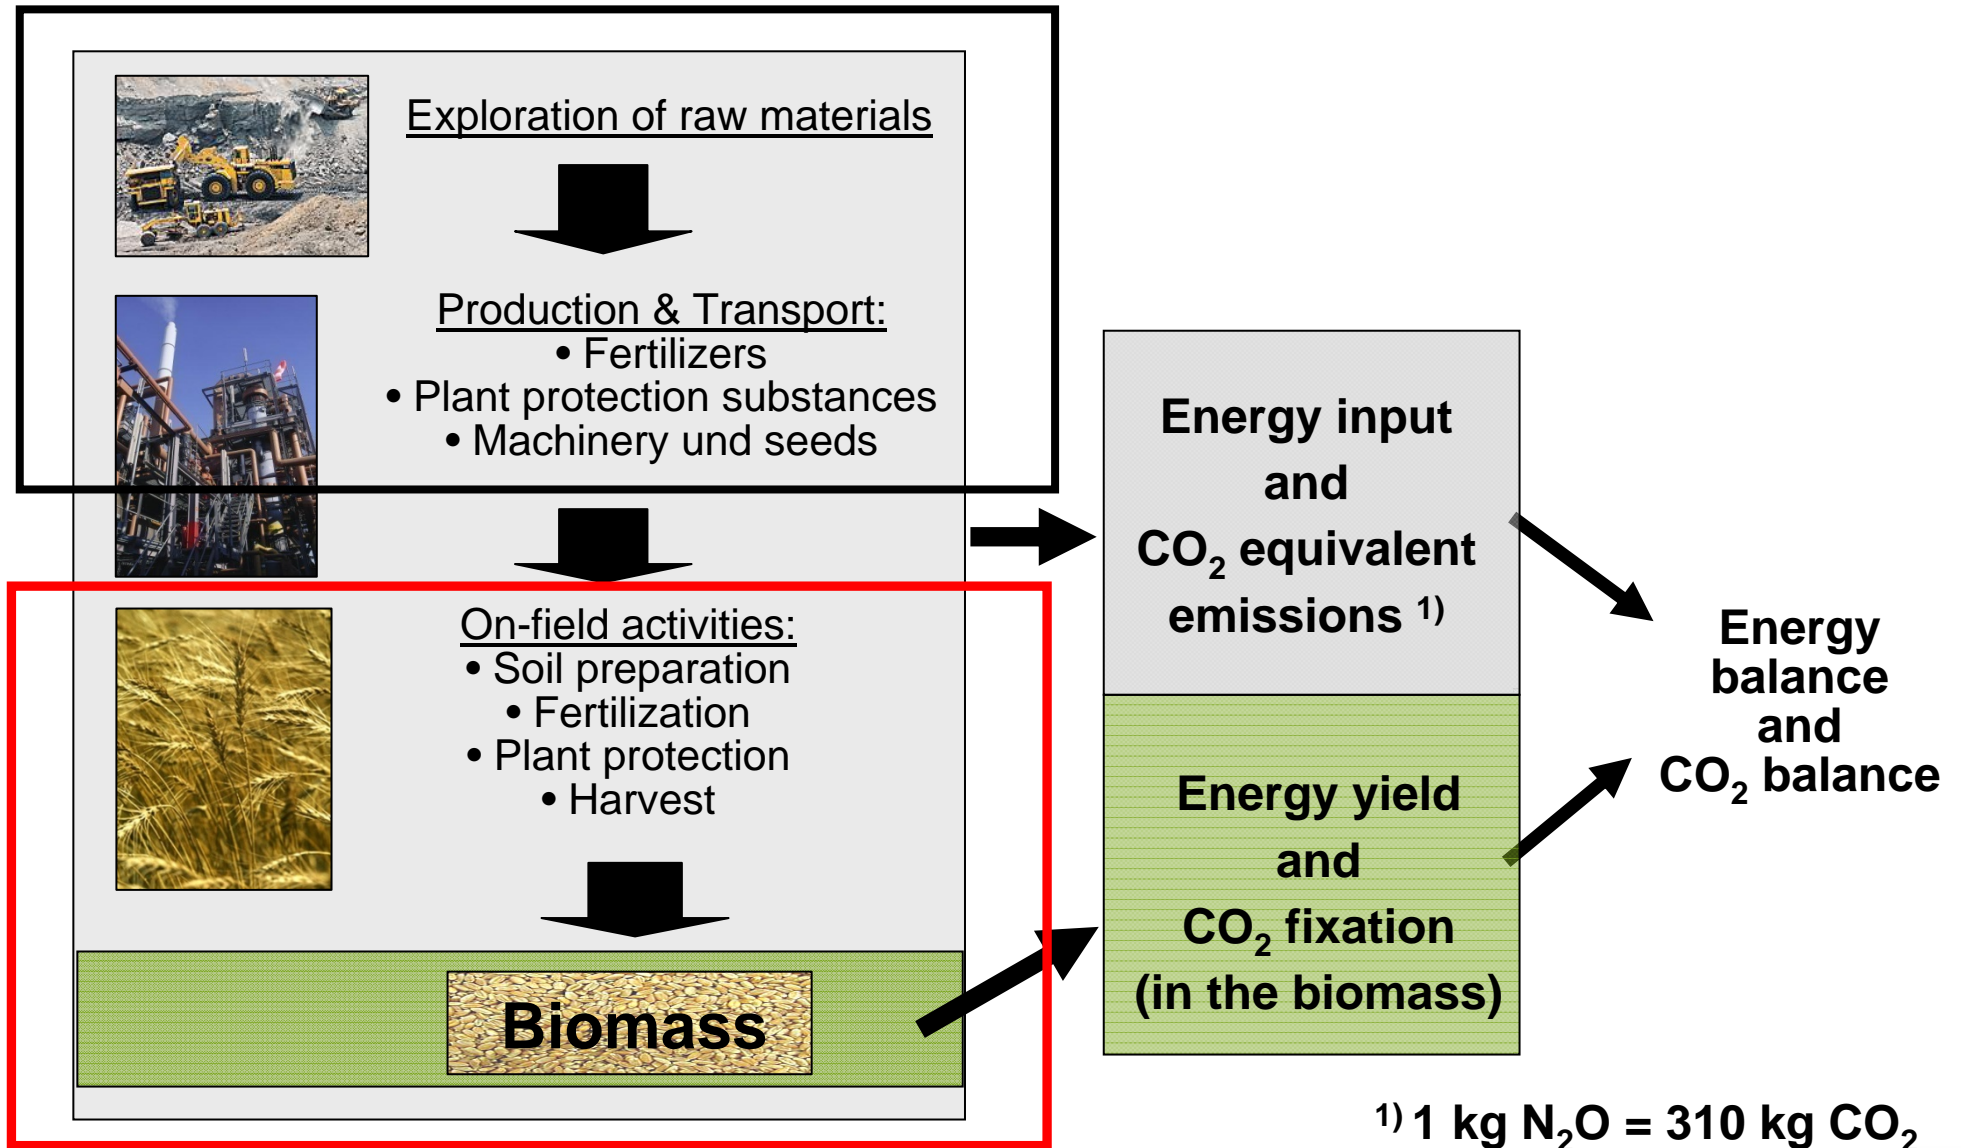 Exploration of raw materials
Production & Transport:
• Fertilizers
• Plant protection substances
• Machinery und seeds
On-field activities:
• Soil preparation
• Fertilization
• Plant protection
• Harvest
Biomass
Energy input
and
CO₂ equivalent
emissions ¹⁾
Energy yield
and
CO₂ fixation
(in the biomass)
Energy
balance
and
CO₂ balance
¹⁾ 1 kg N₂O = 310 kg CO₂